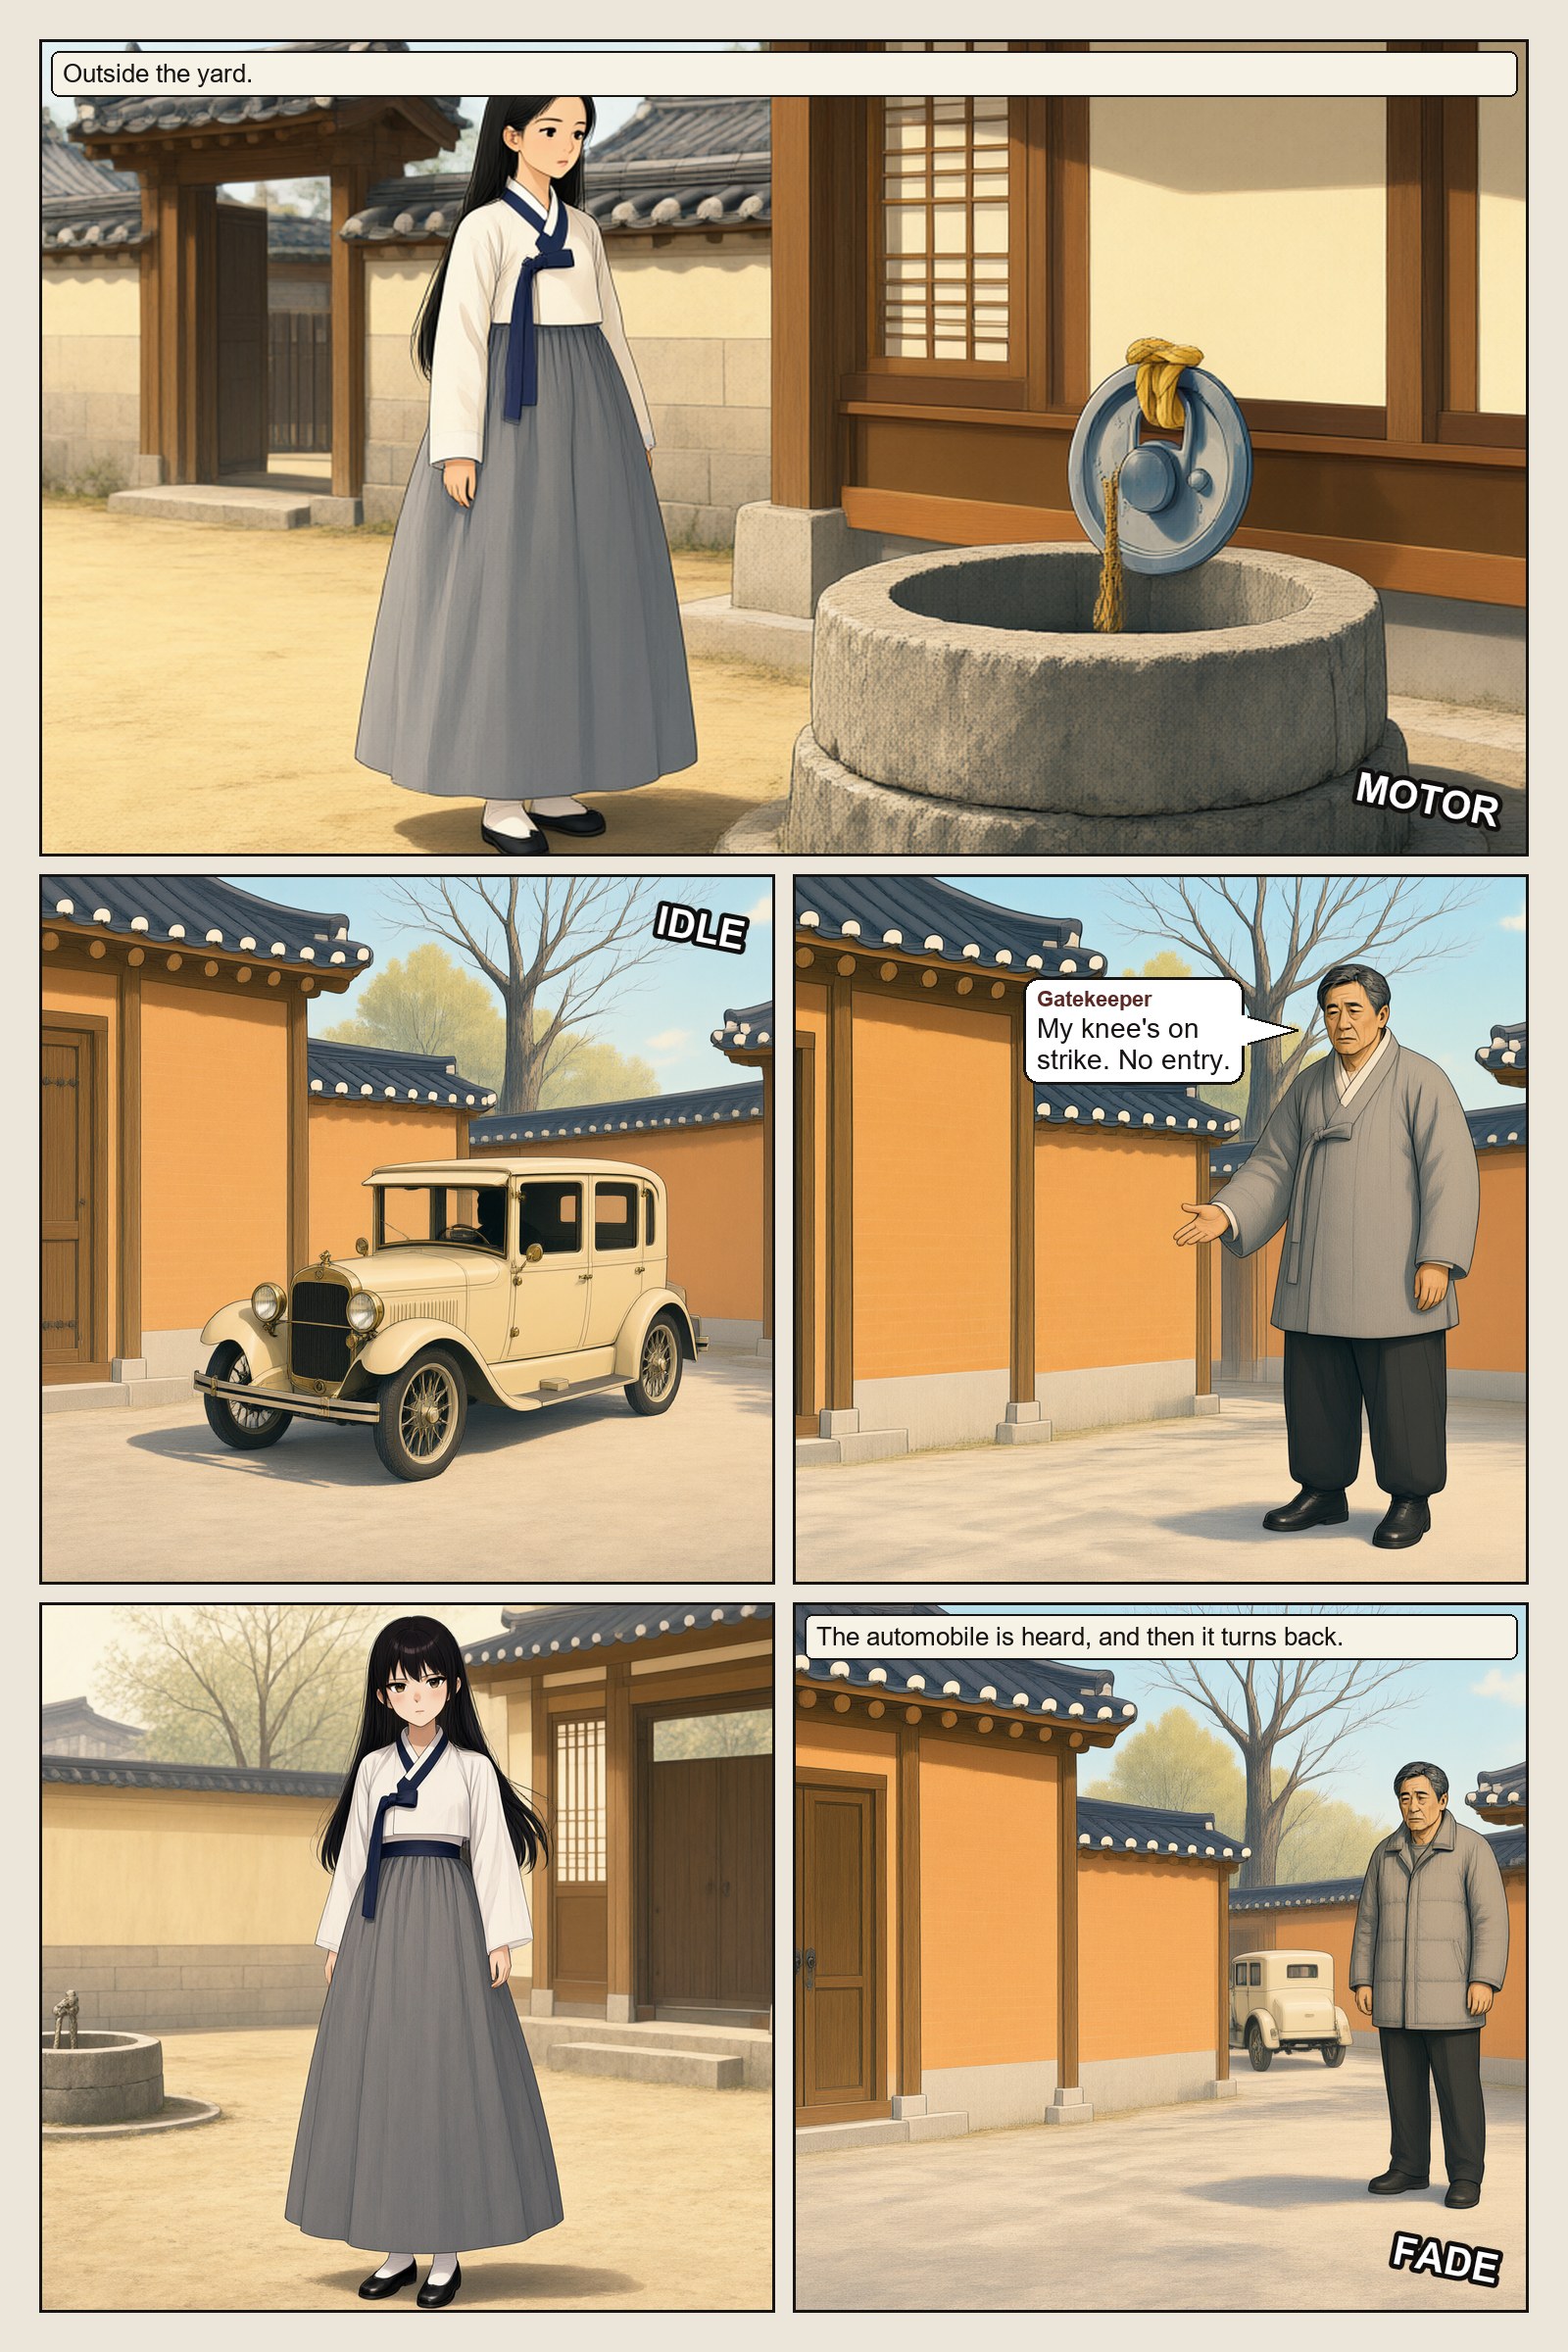 Outside the yard.
MOTOR
IDLE
Gatekeeper
My knee's on
strike. No entry.
The automobile is heard, and then it turns back.
FADE